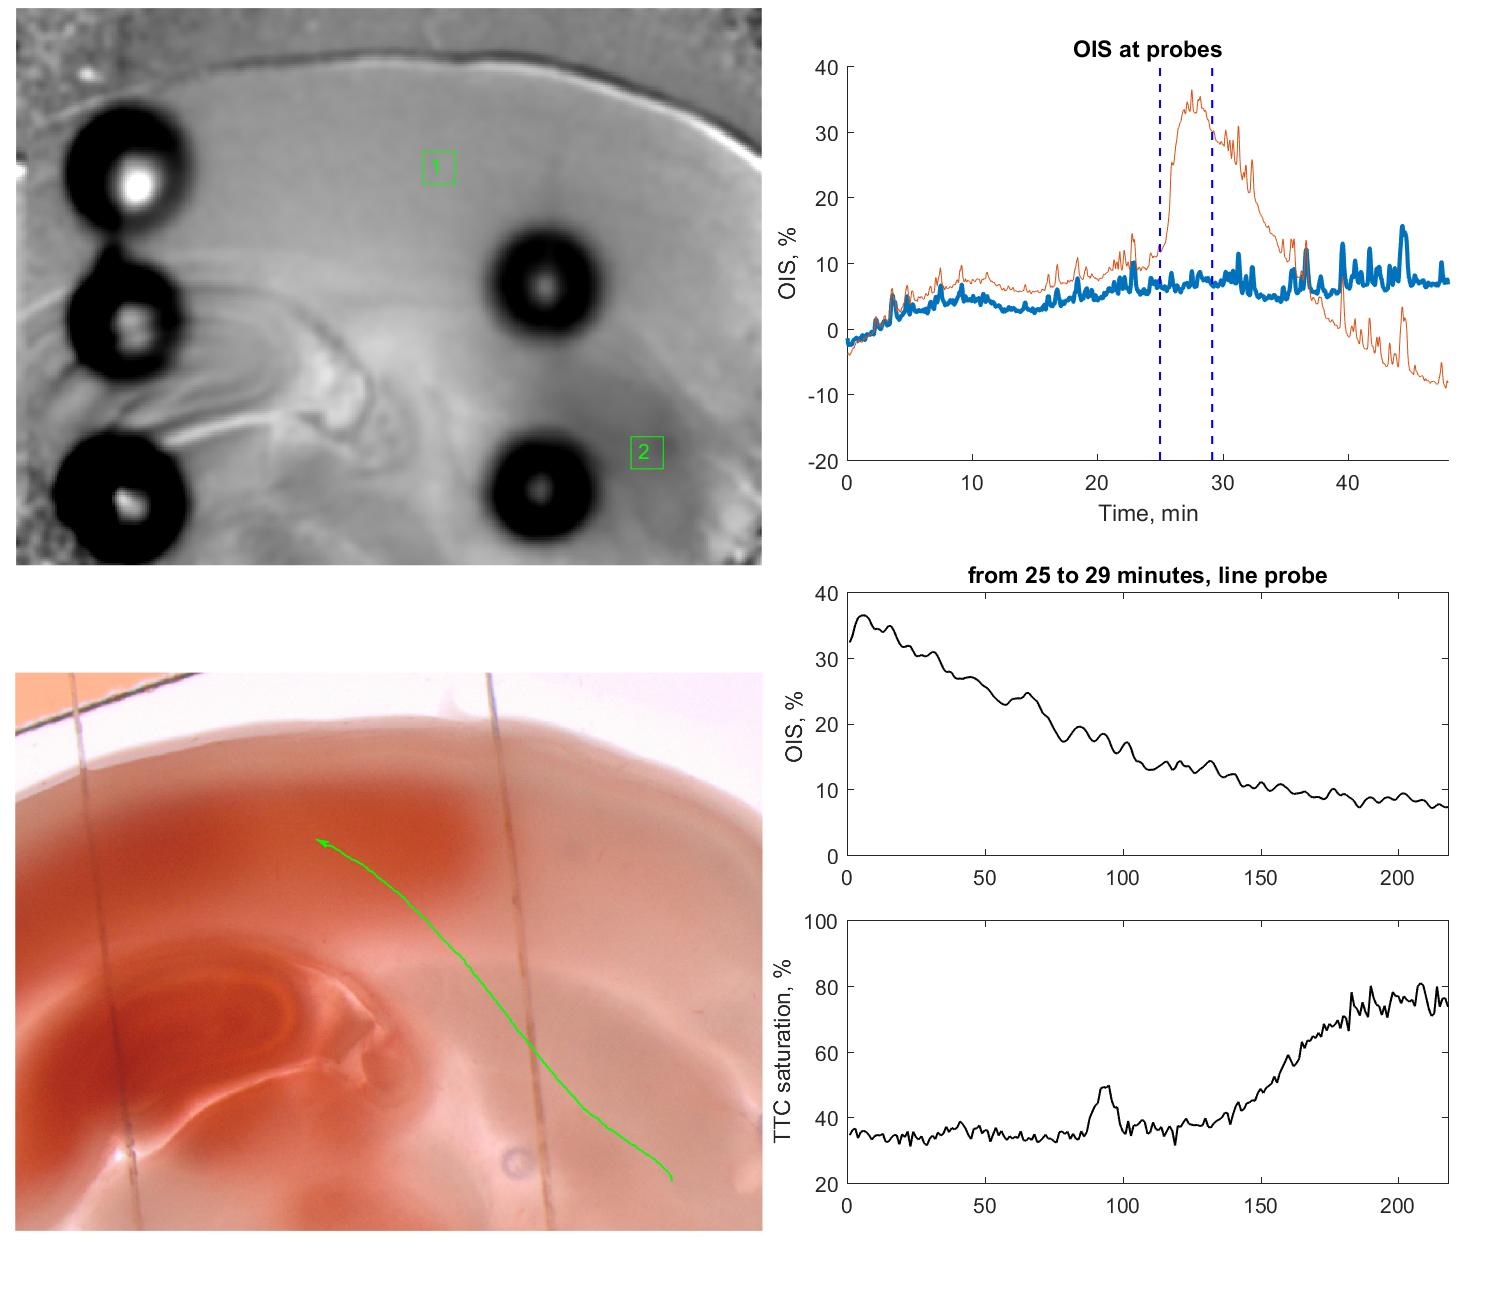 1
2
OIS at probes
OIS, %
40
30
20
10
0
-10
-20
0 10 20 30 40
Time, min
from 25 to 29 minutes, line probe
OIS, %
40
30
20
10
0
0 50 100 150 200
TTC saturation, %
100
80
60
40
20
0 50 100 150 200